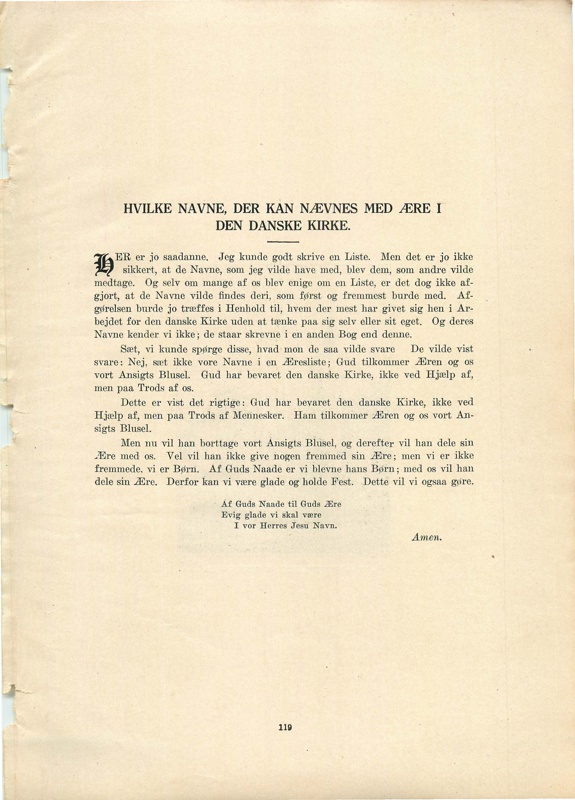 HVILKE NAVNE, DER KAN NÆVNES MED ÆRE I
DEN DANSKE KIRKE.
HER er jo saadanne. Jeg kunde godt skrive en Liste. Men det er jo ikke
sikkert, at de Navne, som jeg vilde have med, blev dem, som andre vilde
medtage. Og selv om mange af os blev enige om en Liste, er det dog ikke af-
gjort, at de Navne vilde findes deri, som først og fremmest burde med. Af-
gørelsen burde jo træffes i Henhold til, hvem der mest har givet sig hen i Ar-
bejdet for den danske Kirke uden at tænke paa sig selv eller sit eget. Og deres
Navne kender vi ikke; de staar skrevne i en anden Bog end denne.
Sæt, vi kunde spørge disse, hvad mon de saa vilde svare De vilde vist
svare: Nej, sæt ikke vore Navne i en Æresliste; Gud tilkommer Æren og os
vort Ansigts Blusel. Gud har bevaret den danske Kirke, ikke ved Hjælp af,
men paa Trods af os.
Dette er vist det rigtige: Gud har bevaret den danske Kirke, ikke ved
Hjælp af, men paa Trods af Mennesker. Ham tilkommer Æren og os vort An-
sigts Blusel.
Men nu vil han borttage vort Ansigts Blusel, og derefter vil han dele sin
Ære med os. Vel vil han ikke give nogen fremmed sin Ære; men vi er ikke
fremmede. vi er Børn. Af Guds Naade er vi blevne hans Børn; med os vil han
dele sin Ære. Derfor kan vi være glade og holde Fest. Dette vil vi ogsaa gøre.
Af Guds Naade til Guds Ære
Evig glade vi skal være
I vor Herres Jesu Navn.
Amen.
119